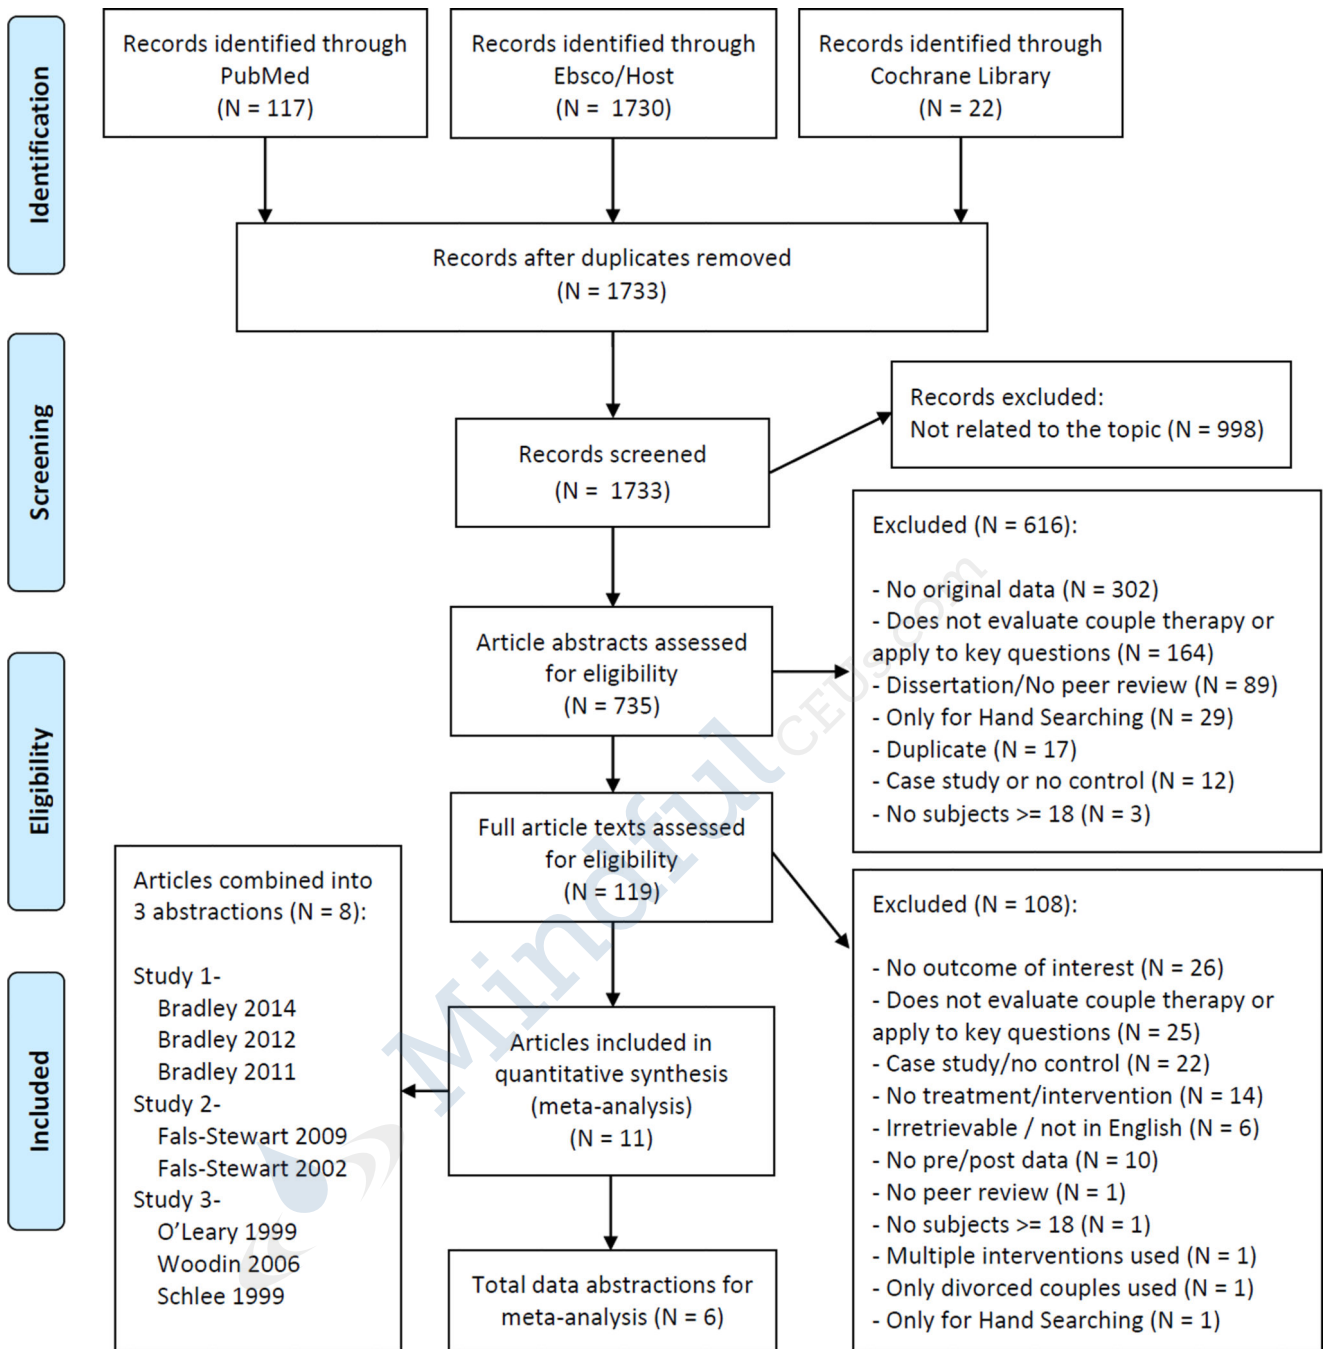 Identification
Records identified through
PubMed
(N = 117)
Records identified through
Ebsco/Host
(N = 1730)
Records identified through
Cochrane Library
(N = 22)
Records after duplicates removed
(N = 1733)
Screening
Records screened
(N = 1733)
Records excluded:
Not related to the topic (N = 998)
Eligibility
Article abstracts assessed
for eligibility
(N = 735)
Excluded (N = 616):
- No original data (N = 302)
- Does not evaluate couple therapy or
apply to key questions (N = 164)
- Dissertation/No peer review (N = 89)
- Only for Hand Searching (N = 29)
- Duplicate (N = 17)
- Case study or no control (N = 12)
- No subjects >= 18 (N = 3)
Full article texts assessed
for eligibility
(N = 119)
Excluded (N = 108):
- No outcome of interest (N = 26)
- Does not evaluate couple therapy or
apply to key questions (N = 25)
- Case study/no control (N = 22)
- No treatment/intervention (N = 14)
- Irretrievable / not in English (N = 6)
- No pre/post data (N = 10)
- No peer review (N = 1)
- No subjects >= 18 (N = 1)
- Multiple interventions used (N = 1)
- Only divorced couples used (N = 1)
- Only for Hand Searching (N = 1)
Included
Articles combined into
3 abstractions (N = 8):
Study 1-
Bradley 2014
Bradley 2012
Bradley 2011
Study 2-
Fals-Stewart 2009
Fals-Stewart 2002
Study 3-
O'Leary 1999
Woodin 2006
Schlee 1999
Articles included in
quantitative synthesis
(meta-analysis)
(N = 11)
Total data abstractions for
meta-analysis (N = 6)
Mindful CEUs.com